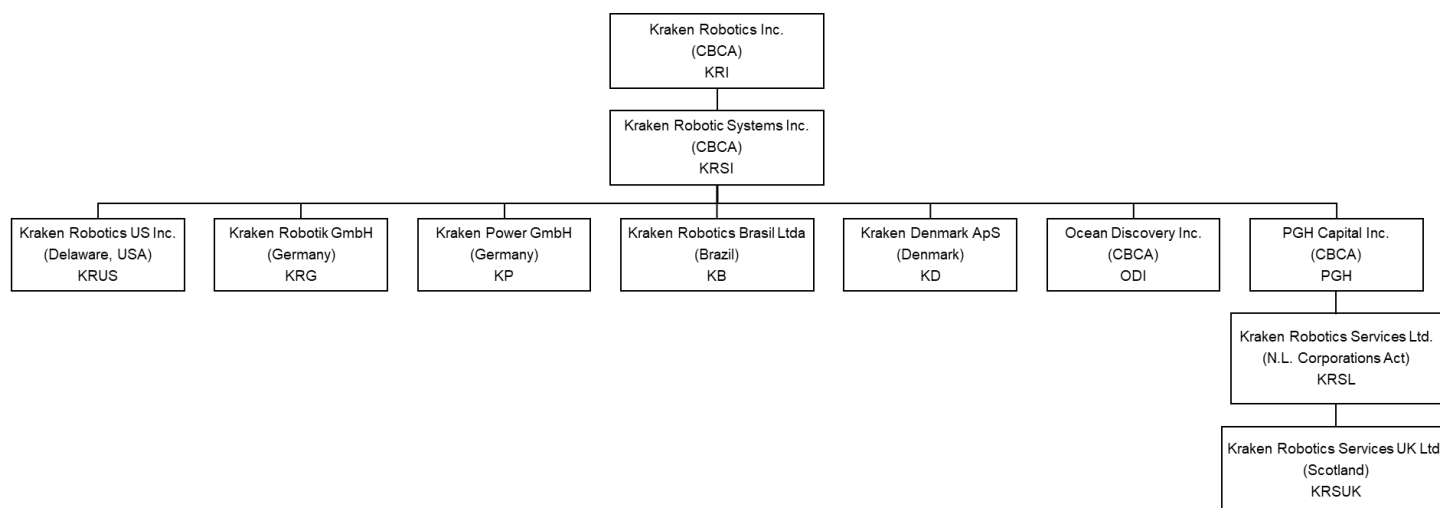 Kraken Robotics Inc.
(CBCA)
KRI
Kraken Robotic Systems Inc.
(CBCA)
KRSI
Kraken Robotics US Inc.
(Delaware, USA)
KRUS
Kraken Robotik GmbH
(Germany)
KRG
Kraken Power GmbH
(Germany)
KP
Kraken Robotics Brasil Ltda
(Brazil)
KB
Kraken Denmark ApS
(Denmark)
KD
Ocean Discovery Inc.
(CBCA)
ODI
PGH Capital Inc.
(CBCA)
PGH
Kraken Robotics Services Ltd.
(N.L. Corporations Act)
KRSL
Kraken Robotics Services UK Ltd
(Scotland)
KRSUK